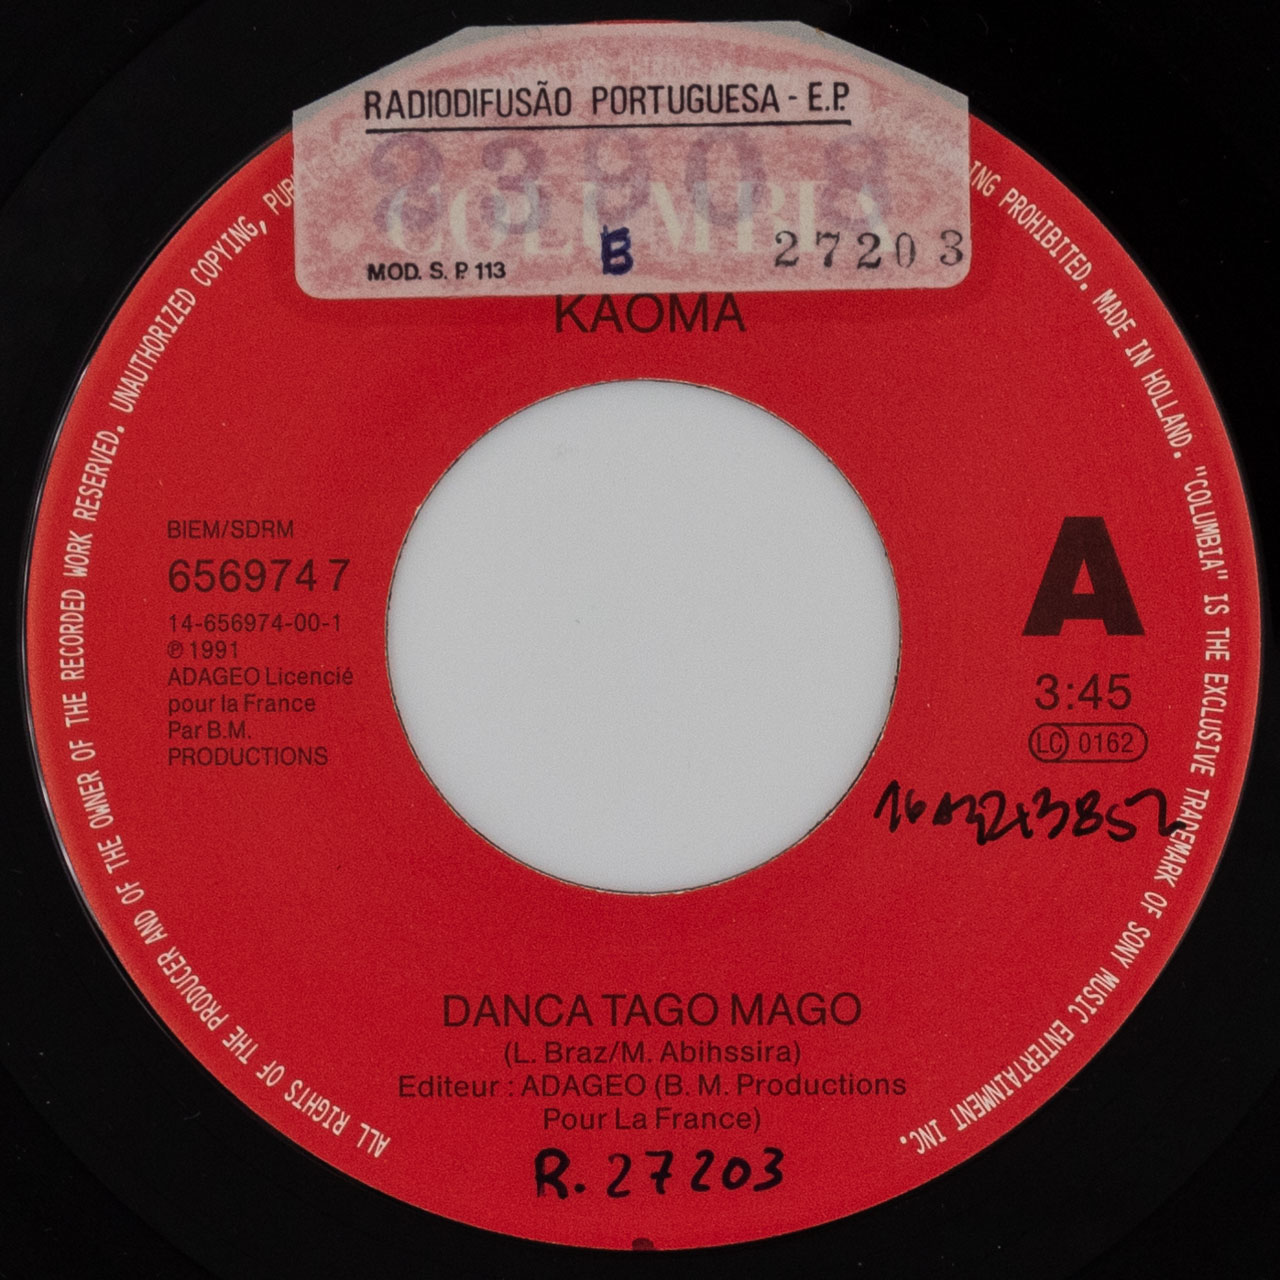 RADIODIFUSÃO PORTUGUESA - E.P.
33908
COLUMBIA
B
27203
MOD. S. P. 113
KAOMA
BIEM/SDRM
656974 7
14-656974-00-1
℗ 1991
ADAGEO Licencié
pour la France
Par B.M.
PRODUCTIONS
A
3:45
LC 0162
DANCA TAGO MAGO
(L. Braz/M. Abihssira)
Editeur : ADAGEO (B. M. Productions
Pour La France)
R. 27203
ALL RIGHTS OF THE PRODUCER AND OF THE OWNER OF THE RECORDED WORK RESERVED. UNAUTHORIZED COPYING, PUB
ING PROHIBITED. MADE IN HOLLAND. "COLUMBIA" IS THE EXCLUSIVE TRADEMARK OF SONY MUSIC ENTERTAINMENT INC.